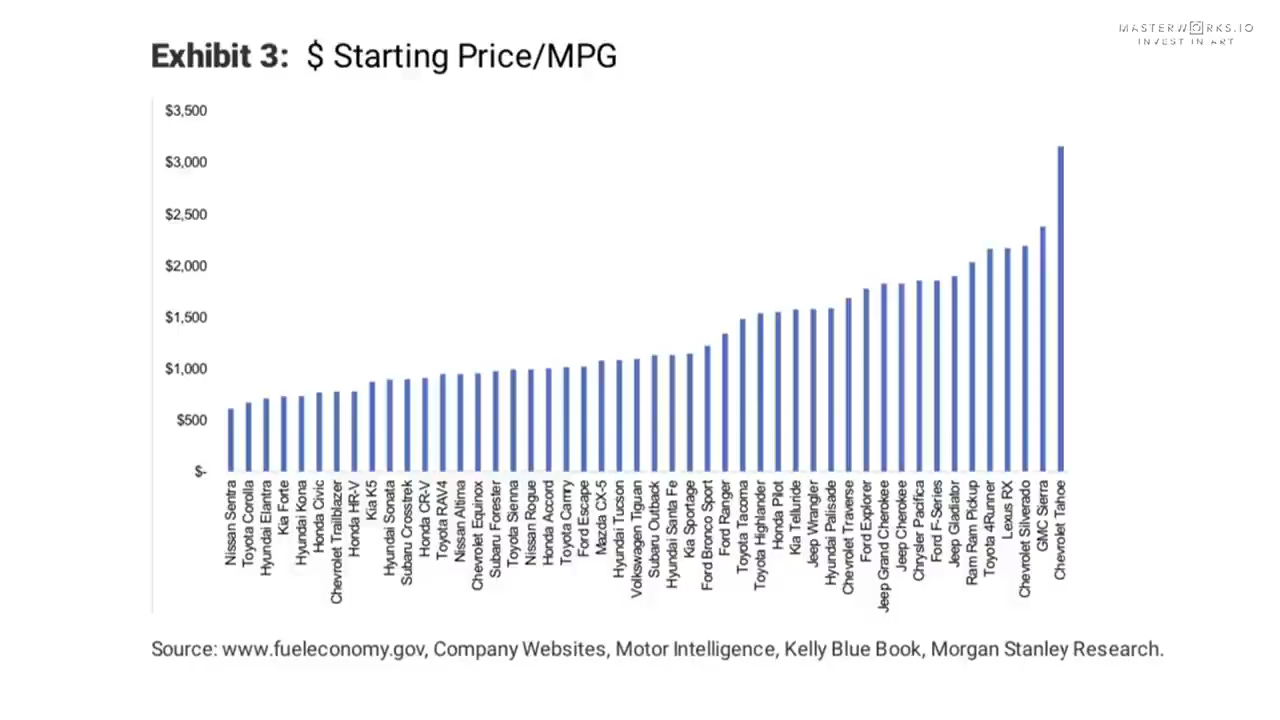 MASTERWORKS.IO
INVEST IN ART
Exhibit 3: $ Starting Price/MPG
$3,500
$3,000
$2,500
$2,000
$1,500
$1,000
$500
$-
Nissan Sentra
Toyota Corolla
Hyundai Elantra
Kia Forte
Hyundai Kona
Honda Civic
Chevrolet Trailblazer
Honda HR-V
Kia K5
Hyundai Sonata
Subaru Crosstrek
Honda CR-V
Toyota RAV4
Nissan Altima
Chevrolet Equinox
Subaru Forester
Toyota Sienna
Nissan Rogue
Honda Accord
Toyota Camry
Ford Escape
Mazda CX-5
Hyundai Tucson
Volkswagen Tiguan
Subaru Outback
Hyundai Santa Fe
Kia Sportage
Ford Bronco Sport
Ford Ranger
Toyota Tacoma
Toyota Highlander
Honda Pilot
Kia Telluride
Jeep Wrangler
Hyundai Palisade
Chevrolet Traverse
Ford Explorer
Jeep Grand Cherokee
Jeep Cherokee
Chrysler Pacifica
Ford F-Series
Jeep Gladiator
Ram Ram Pickup
Toyota 4Runner
Lexus RX
Chevrolet Silverado
GMC Sierra
Chevrolet Tahoe
Source: www.fueleconomy.gov, Company Websites, Motor Intelligence, Kelly Blue Book, Morgan Stanley Research.